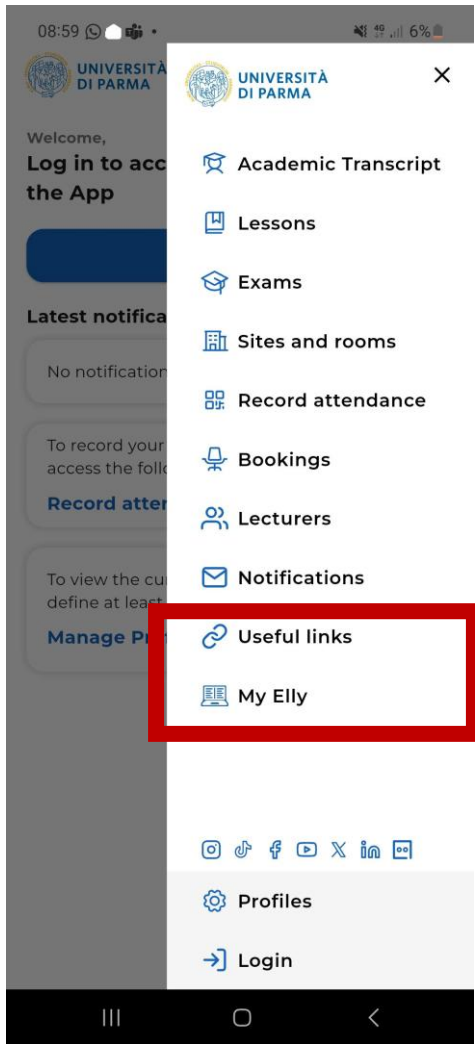 08:59
4G
6%
UNIVERSITÀ
DI PARMA
UNIVERSITÀ
DI PARMA
Welcome,
Log in to acc
the App
Latest notifica
No notification
To record your
access the follo
Record atten
To view the cu
define at least
Manage P
Academic Transcript
Lessons
Exams
Sites and rooms
Record attendance
Bookings
Lecturers
Notifications
Useful links
My Elly
Profiles
Login